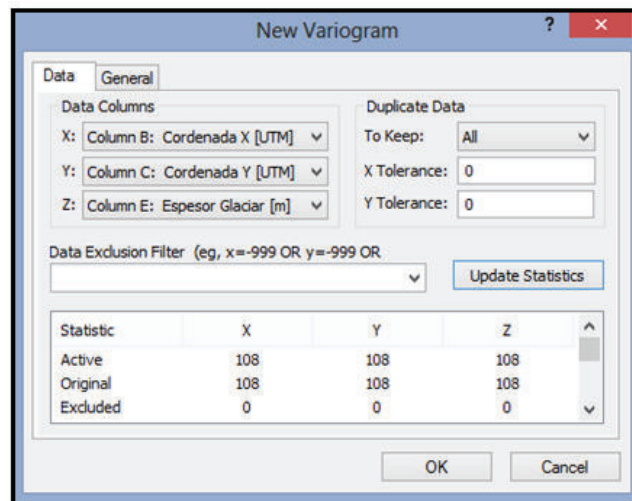 New Variogram
?
×
Data
General
Data Columns
X: Column B: Cordenada X [UTM]
Y: Column C: Cordenada Y [UTM]
Z: Column E: Espesor Glaciar [m]
Duplicate Data
To Keep: All
X Tolerance: 0
Y Tolerance: 0
Data Exclusion Filter (eg, x=-999 OR y=-999 OR
Update Statistics
Statistic X Y Z
Active 108 108 108
Original 108 108 108
Excluded 0 0 0
OK
Cancel